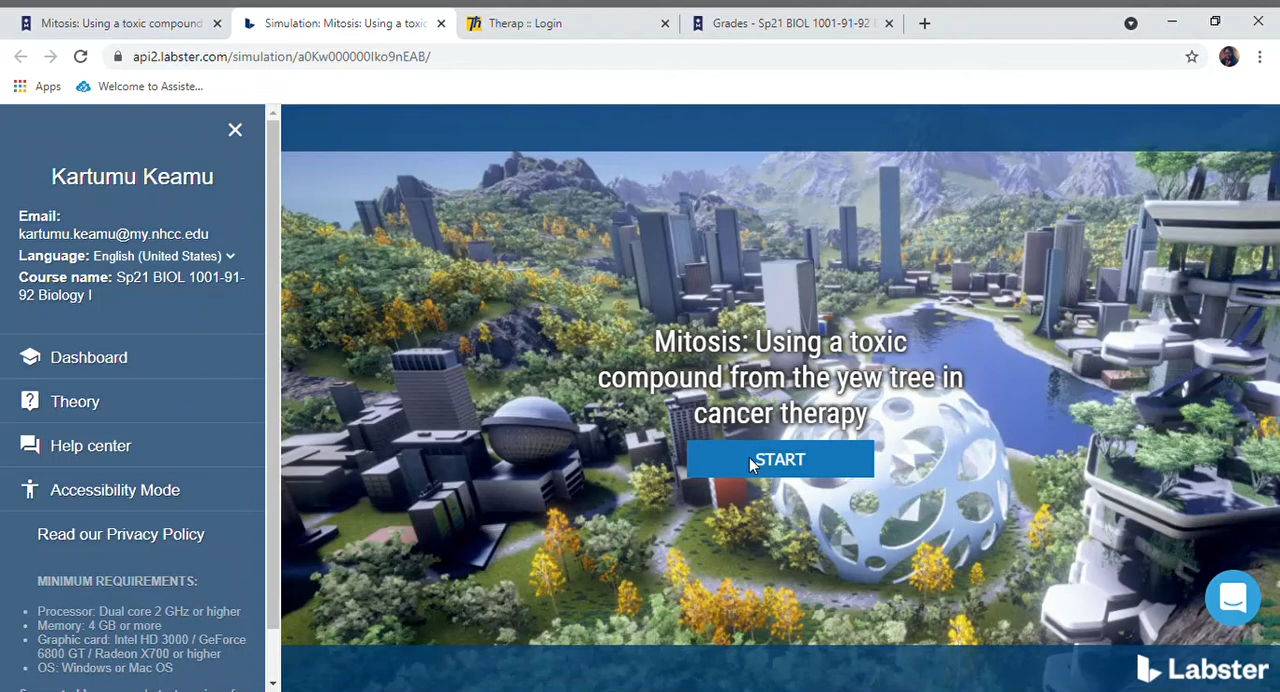 Mitosis: Using a toxic compound
Simulation: Mitosis: Using a toxic
Therap :: Login
Grades - Sp21 BIOL 1001-91-92 B
api2.labster.com/simulation/a0Kw000000Iko9nEAB/
Apps
Welcome to Assiste...
Kartumu Keamu
Email:
kartumu.keamu@my.nhcc.edu
Language: English (United States)
Course name: Sp21 BIOL 1001-91-
92 Biology I
Dashboard
Theory
Help center
Accessibility Mode
Read our Privacy Policy
MINIMUM REQUIREMENTS:
Processor: Dual core 2 GHz or higher
Memory: 4 GB or more
Graphic card: Intel HD 3000 / GeForce
6800 GT / Radeon X700 or higher
OS: Windows or Mac OS
Mitosis: Using a toxic
compound from the yew tree in
cancer therapy
START
Labster